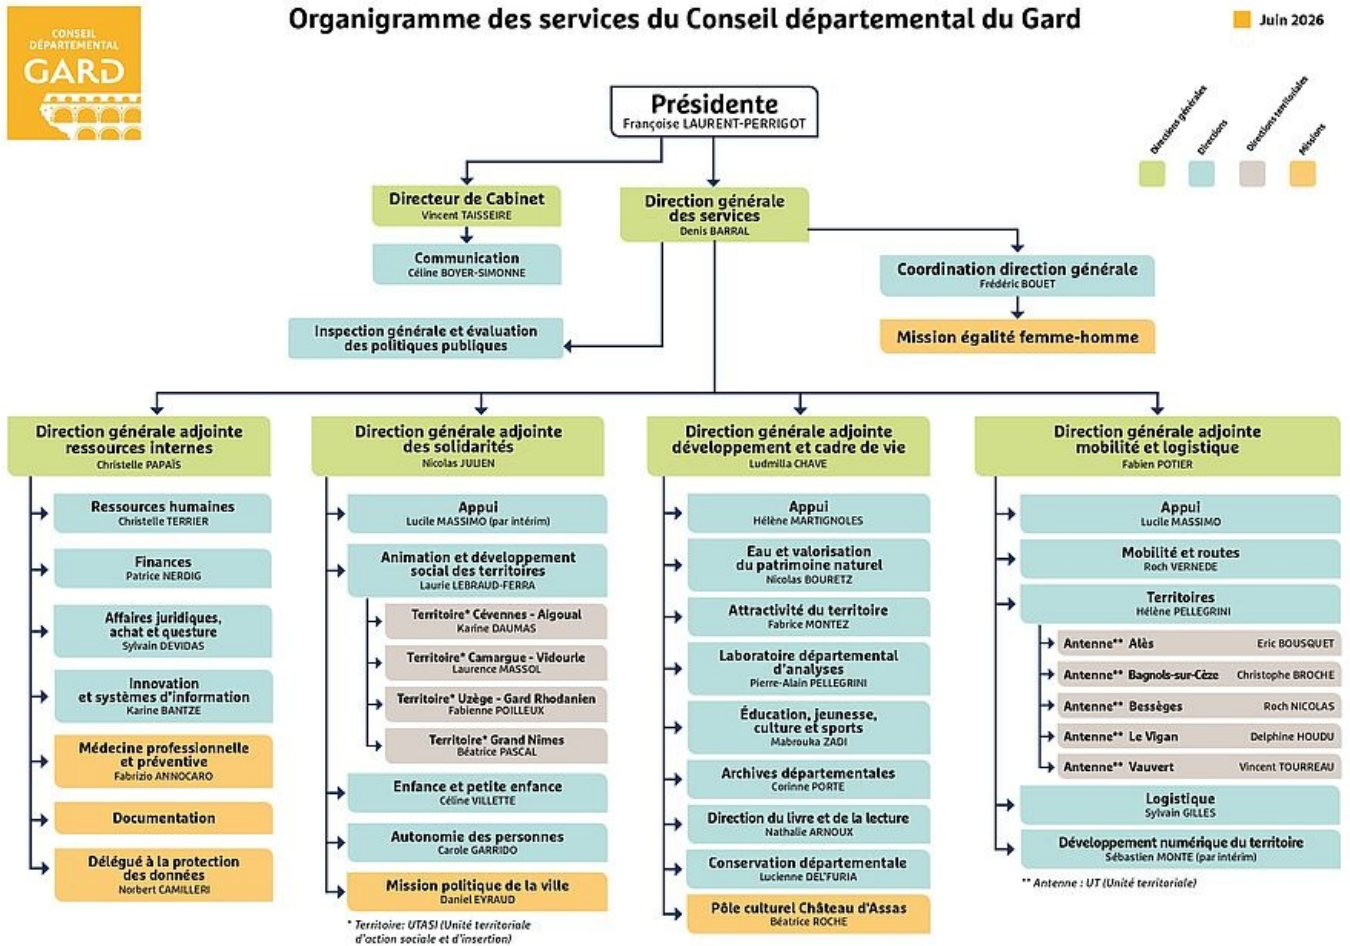 CONSEIL
DÉPARTEMENTAL
GARD
Organigramme des services du Conseil départemental du Gard
Juin 2026
Directions générales
Directions
Directions territoriales
Missions
Présidente
Françoise LAURENT-PERRIGOT
Directeur de Cabinet
Vincent TAISSEIRE
Communication
Céline BOYER-SIMONNE
Direction générale
des services
Denis BARRAL
Coordination direction générale
Frédéric BOUET
Mission égalité femme-homme
Inspection générale et évaluation
des politiques publiques
Direction générale adjointe
ressources internes
Christelle PAPAÏS
Ressources humaines
Christelle TERRIER
Finances
Patrice NERDIG
Affaires juridiques,
achat et questure
Sylvain DEVIDAS
Innovation
et systèmes d'information
Karine BANTZE
Médecine professionnelle
et préventive
Fabrizio ANNOCARO
Documentation
Délégué à la protection
des données
Norbert CAMILLERI
Direction générale adjointe
des solidarités
Nicolas JULIEN
Appui
Lucile MASSIMO (par intérim)
Animation et développement
social des territoires
Laurie LEBRAUD-FERRA
Territoire* Cévennes - Aigoual
Karine DAUMAS
Territoire* Camargue - Vidourle
Laurence MASSOL
Territoire* Uzège - Gard Rhodanien
Fabienne POILLEUX
Territoire* Grand Nîmes
Béatrice PASCAL
Enfance et petite enfance
Céline VILLETTE
Autonomie des personnes
Carole GARRIDO
Mission politique de la ville
Daniel EYRAUD
* Territoire: UTASI (Unité territoriale
d'action sociale et d'insertion)
Direction générale adjointe
développement et cadre de vie
Ludmilla CHAVE
Appui
Hélène MARTIGNOLES
Eau et valorisation
du patrimoine naturel
Nicolas BOURETZ
Attractivité du territoire
Fabrice MONTEZ
Laboratoire départemental
d'analyses
Pierre-Alain PELLEGRINI
Éducation, jeunesse,
culture et sports
Mabrouka ZADI
Archives départementales
Corinne PORTE
Direction du livre et de la lecture
Nathalie ARNOUX
Conservation départementale
Lucienne DEL'FURIA
Pôle culturel Château d'Assas
Béatrice ROCHE
Direction générale adjointe
mobilité et logistique
Fabien POTIER
Appui
Lucile MASSIMO
Mobilité et routes
Roch VERNEDE
Territoires
Hélène PELLEGRINI
Antenne** Alès Eric BOUSQUET
Antenne** Bagnols-sur-Cèze Christophe BROCHE
Antenne** Bessèges Roch NICOLAS
Antenne** Le Vigan Delphine HOUDU
Antenne** Vauvert Vincent TOURREAU
Logistique
Sylvain GILLES
Développement numérique du territoire
Sébastien MONTE (par intérim)
** Antenne : UT (Unité territoriale)